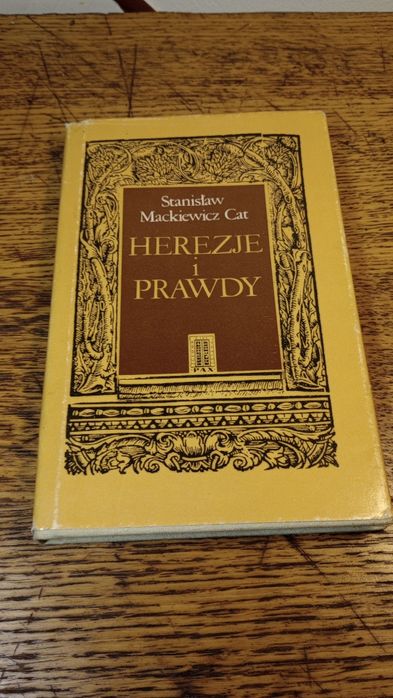 Stanisław
Mackiewicz Cat
HEREZJE
i
PRAWDY
PAX